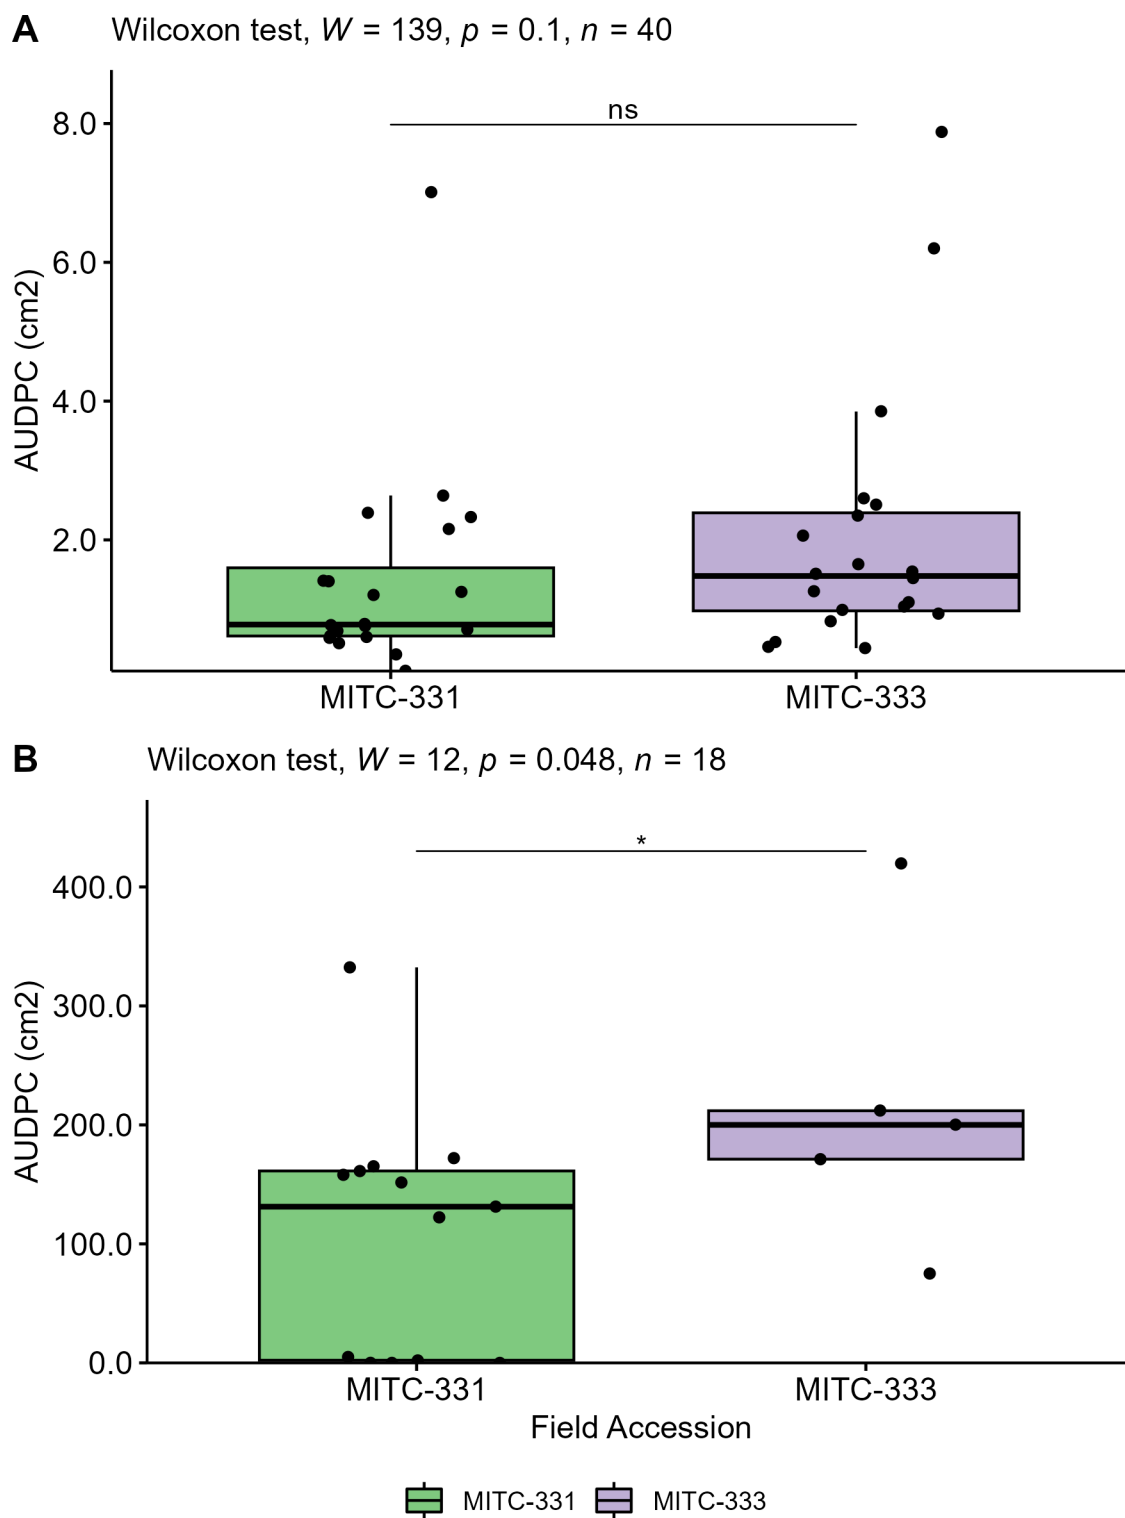 A Wilcoxon test, W = 139, p = 0.1, n = 40
ns
8.0
6.0
4.0
2.0
AUDPC (cm2)
MITC-331 MITC-333
B Wilcoxon test, W = 12, p = 0.048, n = 18
*
400.0
300.0
200.0
100.0
0.0
AUDPC (cm2)
MITC-331 MITC-333
Field Accession
MITC-331 MITC-333